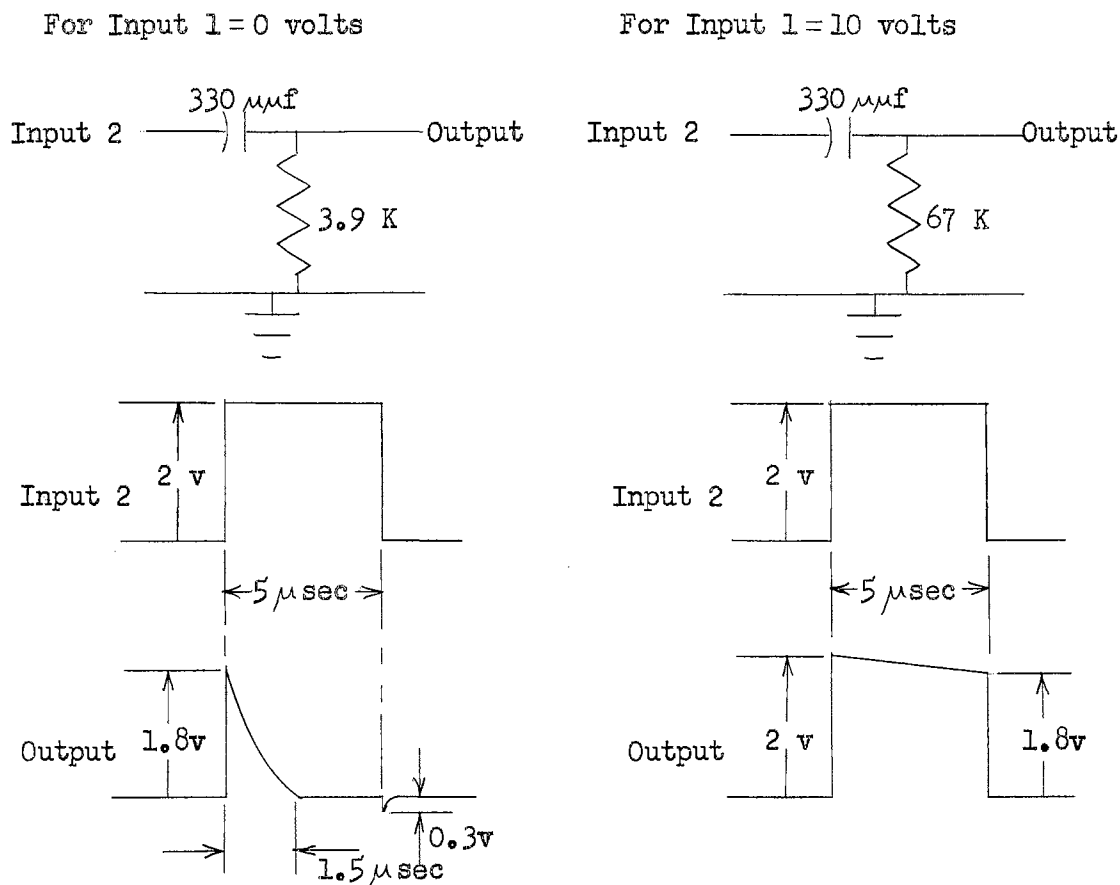 For Input 1 = 0 volts
330 μμf
Input 2
Output
3.9 K
2 v
Input 2
5 μsec
1.8v
Output
0.3v
1.5 μsec
For Input 1 = 10 volts
330 μμf
Input 2
Output
67 K
2 v
Input 2
5 μsec
2 v
Output
1.8v